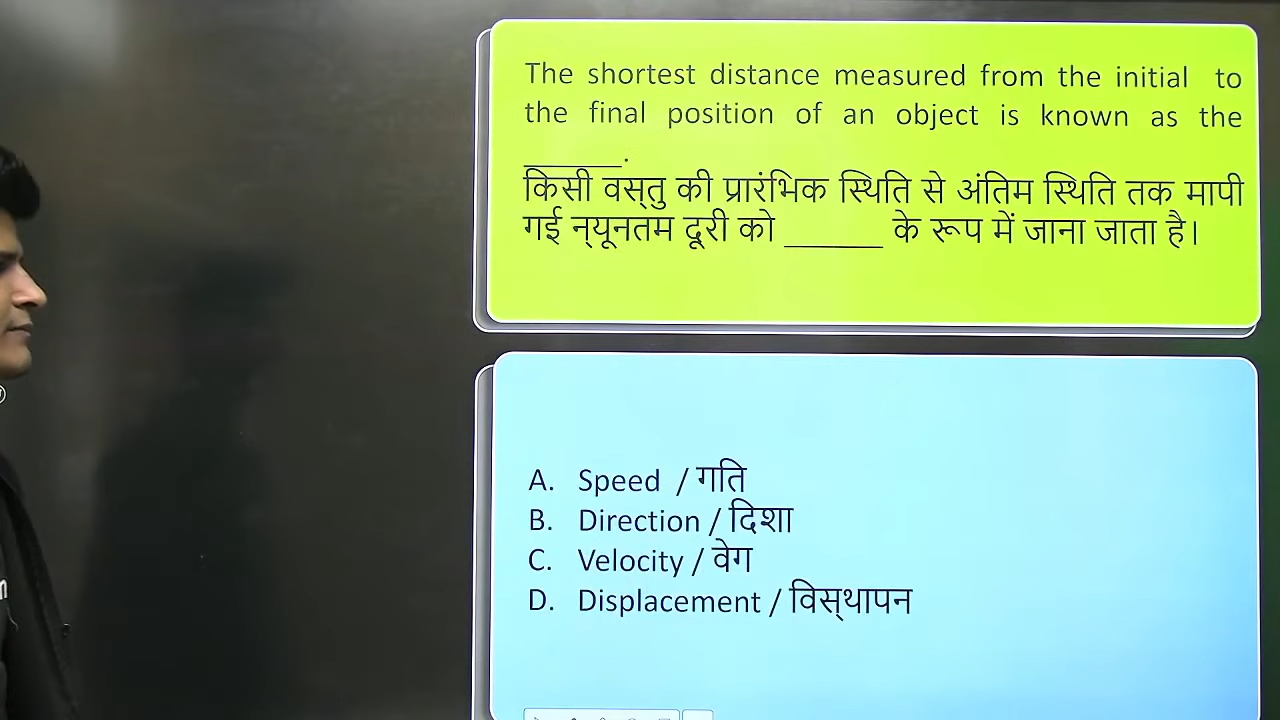 The shortest distance measured from the initial to
the final position of an object is known as the
______.
किसी वस्तु की प्रारंभिक स्थिति से अंतिम स्थिति तक मापी
गई न्यूनतम दूरी को ______ के रूप में जाना जाता है।
A. Speed / गति
B. Direction / दिशा
C. Velocity / वेग
D. Displacement / विस्थापन